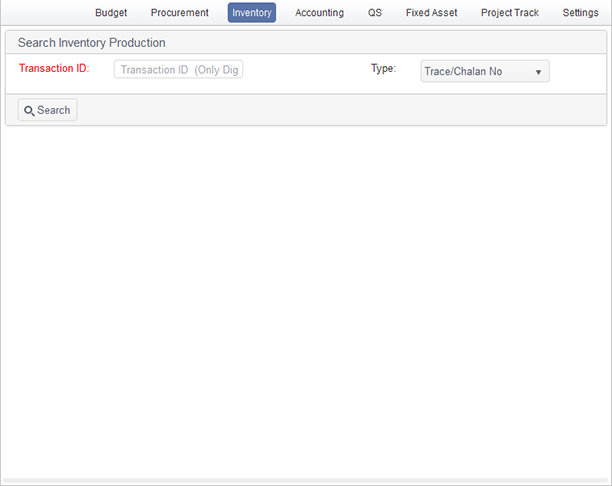 Budget Procurement Inventory Accounting QS Fixed Asset Project Track Settings
Search Inventory Production
Transaction ID: Transaction ID (Only Dig Type: Trace/Chalan No
Search